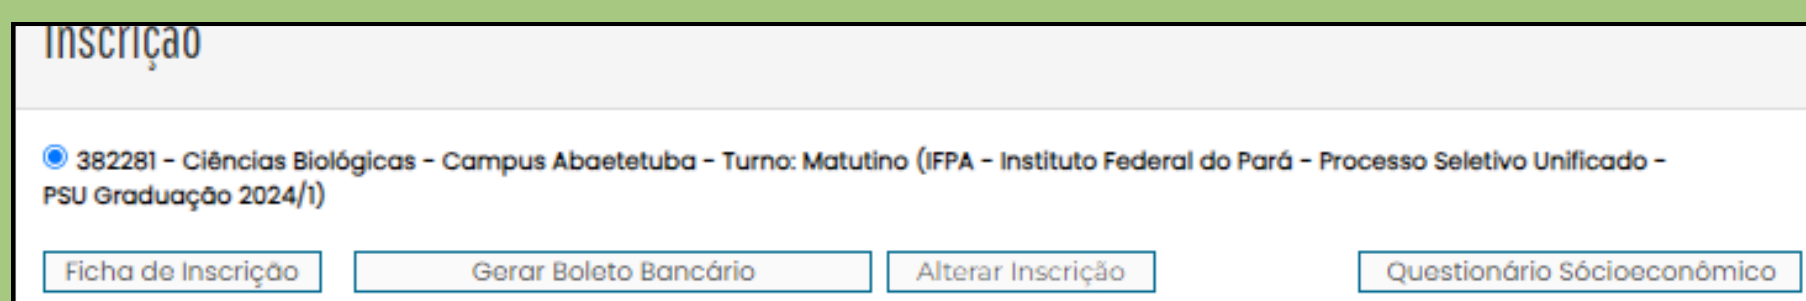 Inscrição
382281 - Ciências Biológicas - Campus Abaetetuba - Turno: Matutino (IFPA - Instituto Federal do Pará - Processo Seletivo Unificado -
PSU Graduação 2024/1)
Ficha de Inscrição Gerar Boleto Bancário Alterar Inscrição Questionário Sócioeconômico